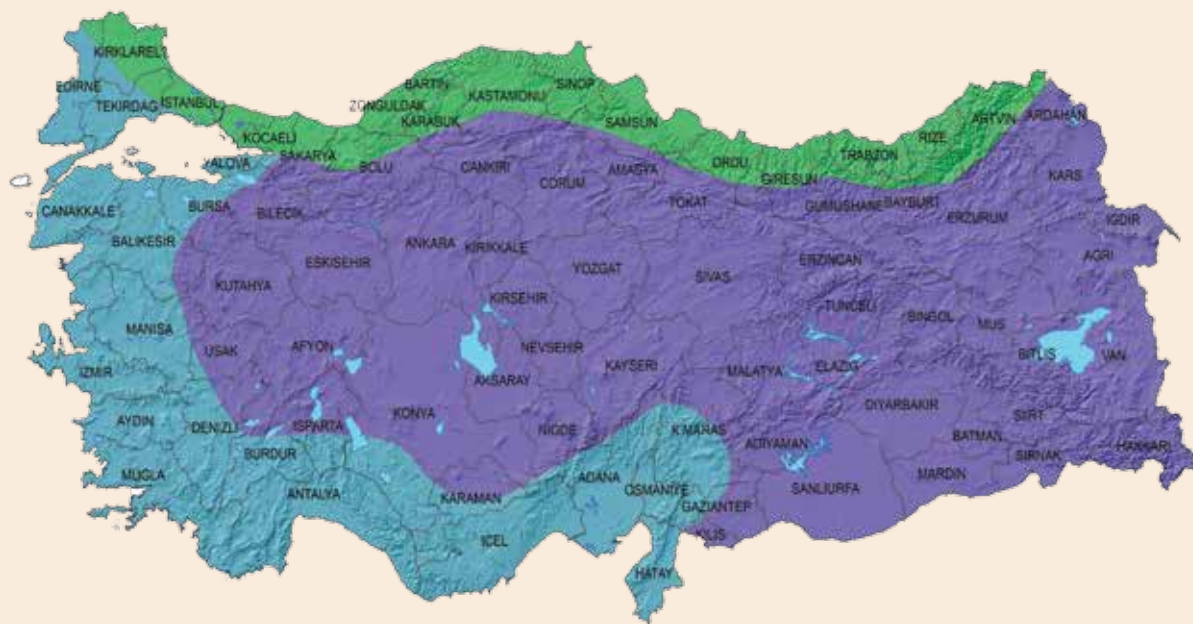 KIRKLARELI
EDIRNE
TEKIRDAG
ISTANBUL
KOCAELI
YALOVA
SAKARYA
BOLU
ZONGULDAK
BARTIN
KARABUK
KASTAMONU
SINOP
SAMSUN
ORDU
GIRESUN
TRABZON
RIZE
ARTVIN
ARDAHAN
CANAKKALE
BURSA
BILECIK
CANKIRI
CORUM
AMASYA
TOKAT
GUMUSHANE
BAYBURT
ERZURUM
KARS
IGDIR
BALIKESIR
ESKISEHIR
ANKARA
KIRIKKALE
YOZGAT
SIVAS
ERZINCAN
AGRI
KUTAHYA
KIRSEHIR
TUNCELI
BINGOL
MUS
MANISA
USAK
AFYON
NEVSEHIR
KAYSERI
MALATYA
ELAZIG
BITLIS
VAN
IZMIR
AKSARAY
DIYARBAKIR
AYDIN
DENIZLI
ISPARTA
KONYA
NIGDE
K.MARAS
ADIYAMAN
BATMAN
SIIRT
SIRNAK
HAKKARI
MUGLA
BURDUR
ANTALYA
KARAMAN
ADANA
OSMANIYE
GAZIANTEP
SANLIURFA
MARDIN
ICEL
KILIS
HATAY